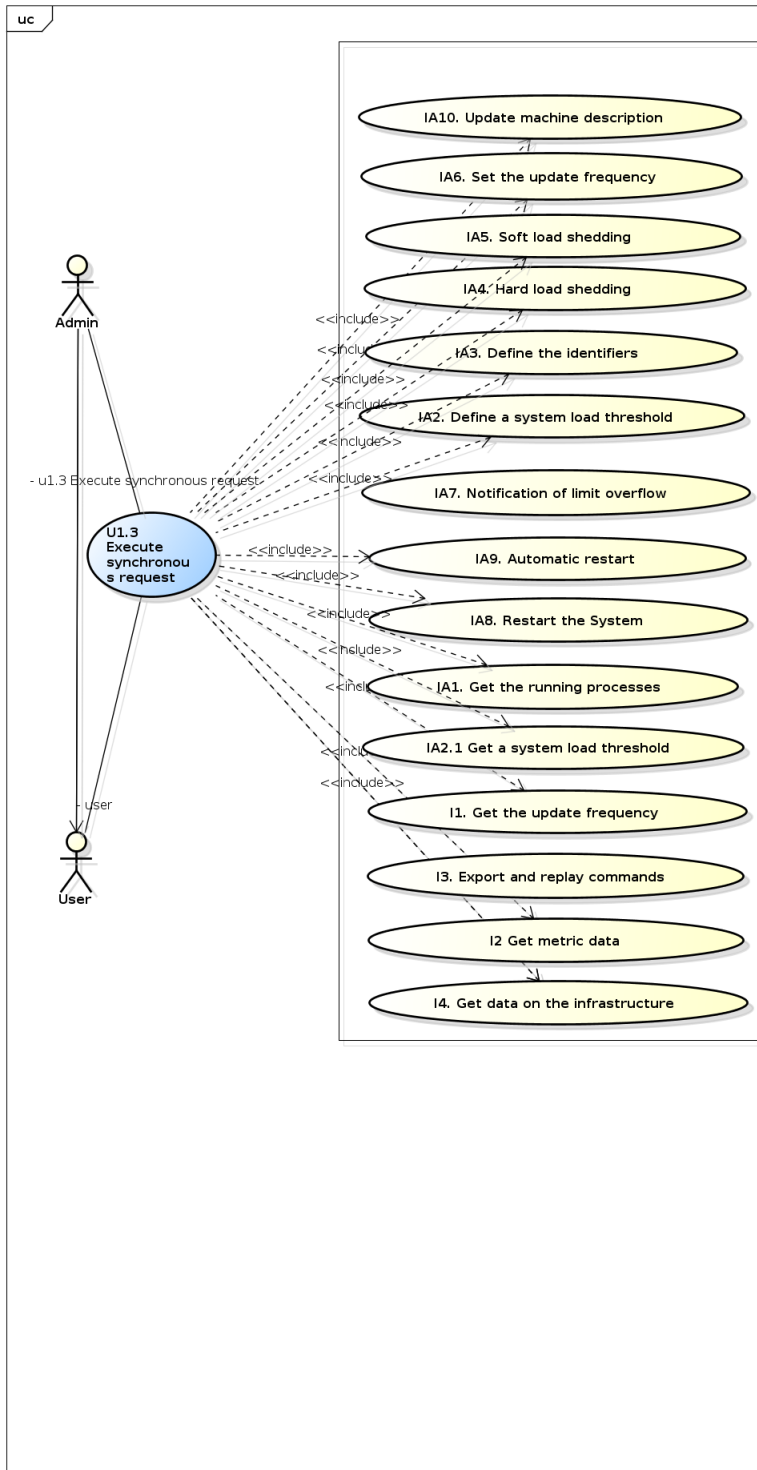 uc
IA10. Update machine description
IA6. Set the update frequency
IA5. Soft load shedding
IA4. Hard load shedding
<<include>>
Admin
<<include>>
IA3. Define the identifiers
<<include>>
<<include>>
IA2. Define a system load threshold
<<include>>
- u1.3 Execute synchronous request
<<include>>
IA7. Notification of limit overflow
U1.3
Execute
synchronou
s request
<<include>>
IA9. Automatic restart
<<include>>
<<include>>
IA8. Restart the System
<<include>>
<<include>>
IA1. Get the running processes
<<include>>
IA2.1 Get a system load threshold
<<include>>
- user
I1. Get the update frequency
User
I3. Export and replay commands
I2 Get metric data
I4. Get data on the infrastructure